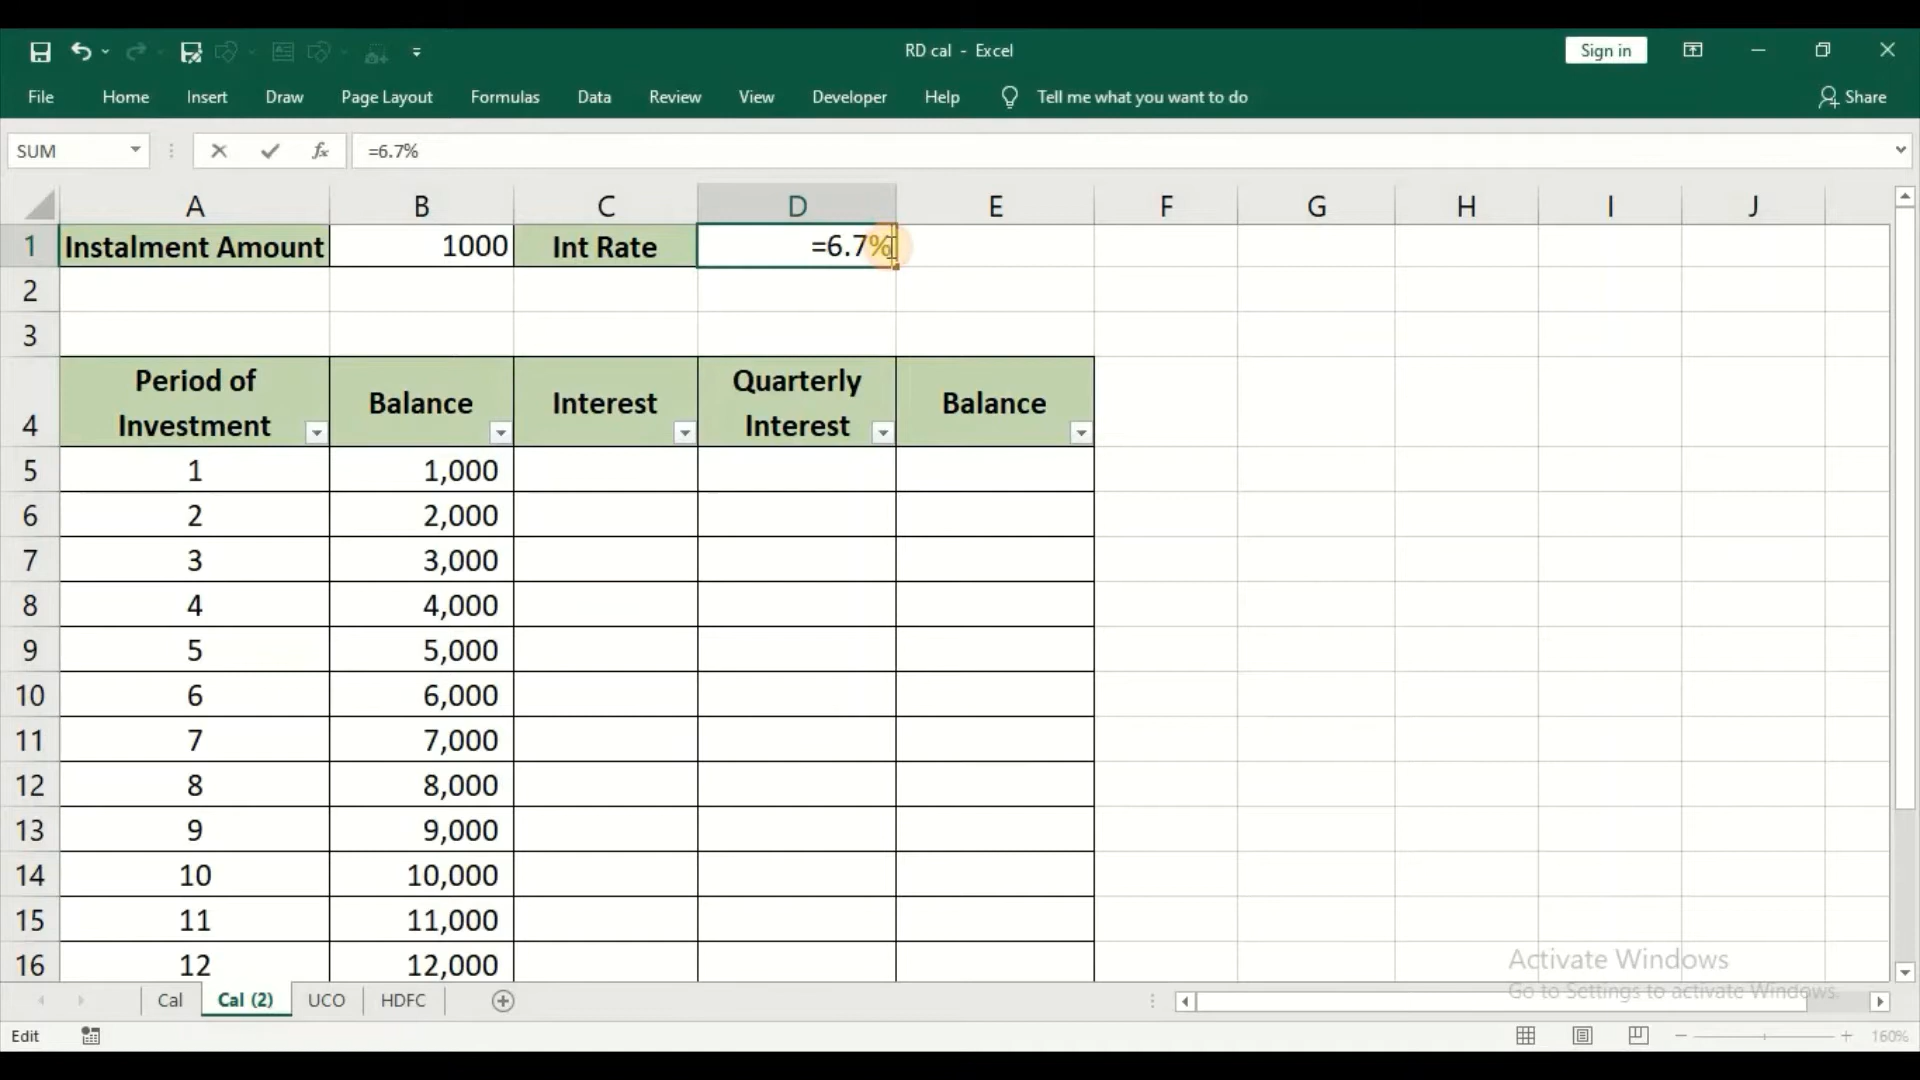 RD cal - Excel
Sign in
File Home Insert Draw Page Layout Formulas Data Review View Developer Help Tell me what you want to do Share
SUM fx =6.7%
A B C D E F G H I J
1 Instalment Amount 1000 Int Rate =6.7%
2
3
4 Period of Investment Balance Interest Quarterly Interest Balance
5 1 1,000
6 2 2,000
7 3 3,000
8 4 4,000
9 5 5,000
10 6 6,000
11 7 7,000
12 8 8,000
13 9 9,000
14 10 10,000
15 11 11,000
16 12 12,000
Activate Windows
Go to Settings to activate Windows.
Cal Cal (2) UCO HDFC
Edit 160%